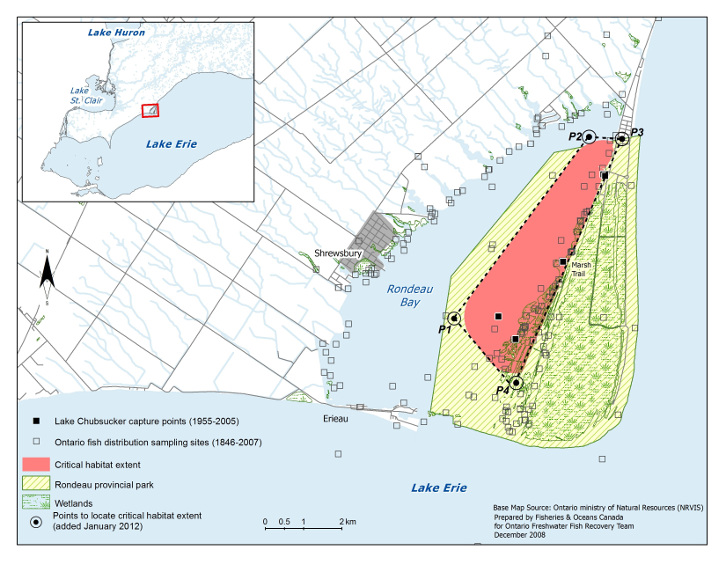 Lake Huron
Lake
St. Clair
Lake Erie
P2
P3
Shrewsbury
Marsh
Trail
Rondeau
Bay
P1
P4
N
S
Erieau
Lake Chubsucker capture points (1955-2005)
Ontario fish distribution sampling sites (1846-2007)
Critical habitat extent
Rondeau provincial park
Wetlands
Points to locate critical habitat extent
(added January 2012)
0 0.5 1 2 km
Lake Erie
Base Map Source: Ontario ministry of Natural Resources (NRVIS)
Prepared by Fisheries & Oceans Canada
for Ontario Freshwater Fish Recovery Team
December 2008